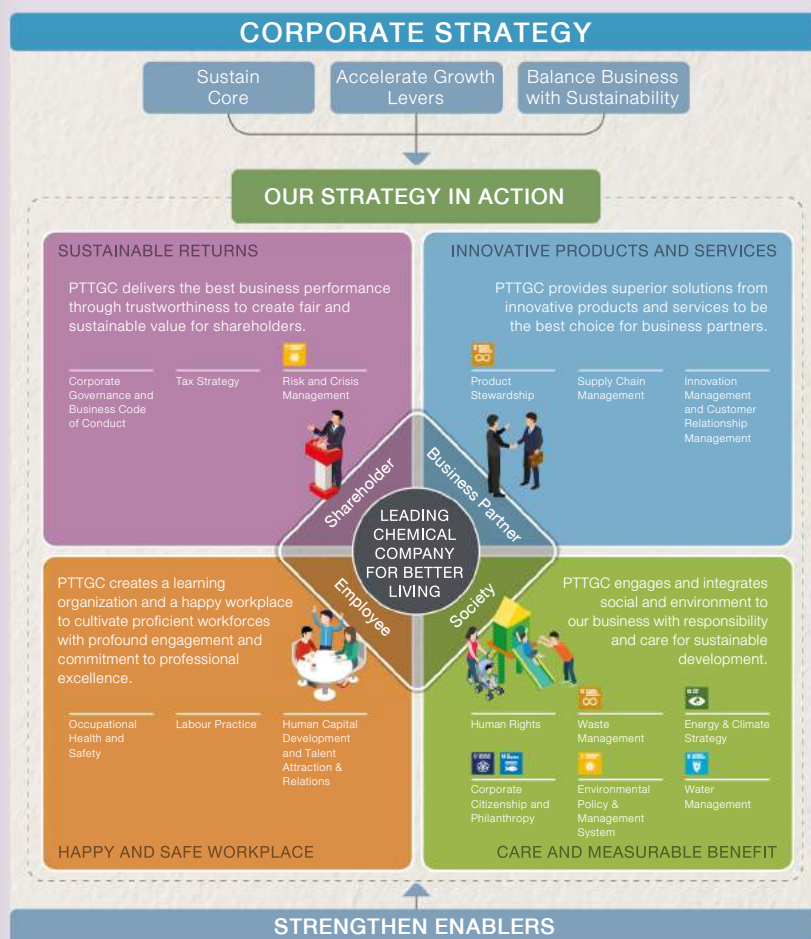 CORPORATE STRATEGY
Sustain
Core
Accelerate Growth
Levers
Balance Business
with Sustainability
OUR STRATEGY IN ACTION
SUSTAINABLE RETURNS
PTTGC delivers the best business performance
through trustworthiness to create fair and
sustainable value for shareholders.
Corporate
Governance and
Business Code
of Conduct
Tax Strategy
Risk and Crisis
Management
INNOVATIVE PRODUCTS AND SERVICES
PTTGC provides superior solutions from
innovative products and services to be
the best choice for business partners.
Product
Stewardship
Supply Chain
Management
Innovation
Management
and Customer
Relationship
Management
Shareholder
Business Partner
LEADING
CHEMICAL
COMPANY
FOR BETTER
LIVING
Employee
Society
PTTGC creates a learning
organization and a happy workplace
to cultivate proficient workforces
with profound engagement and
commitment to professional
excellence.
Occupational
Health and
Safety
Labour Practice
Human Capital
Development
and Talent
Attraction &
Relations
HAPPY AND SAFE WORKPLACE
PTTGC engages and integrates
social and environment to
our business with responsibility
and care for sustainable
development.
Human Rights
Waste
Management
Energy & Climate
Strategy
Corporate
Citizenship and
Philanthropy
Environmental
Policy &
Management
System
Water
Management
CARE AND MEASURABLE BENEFIT
STRENGTHEN ENABLERS